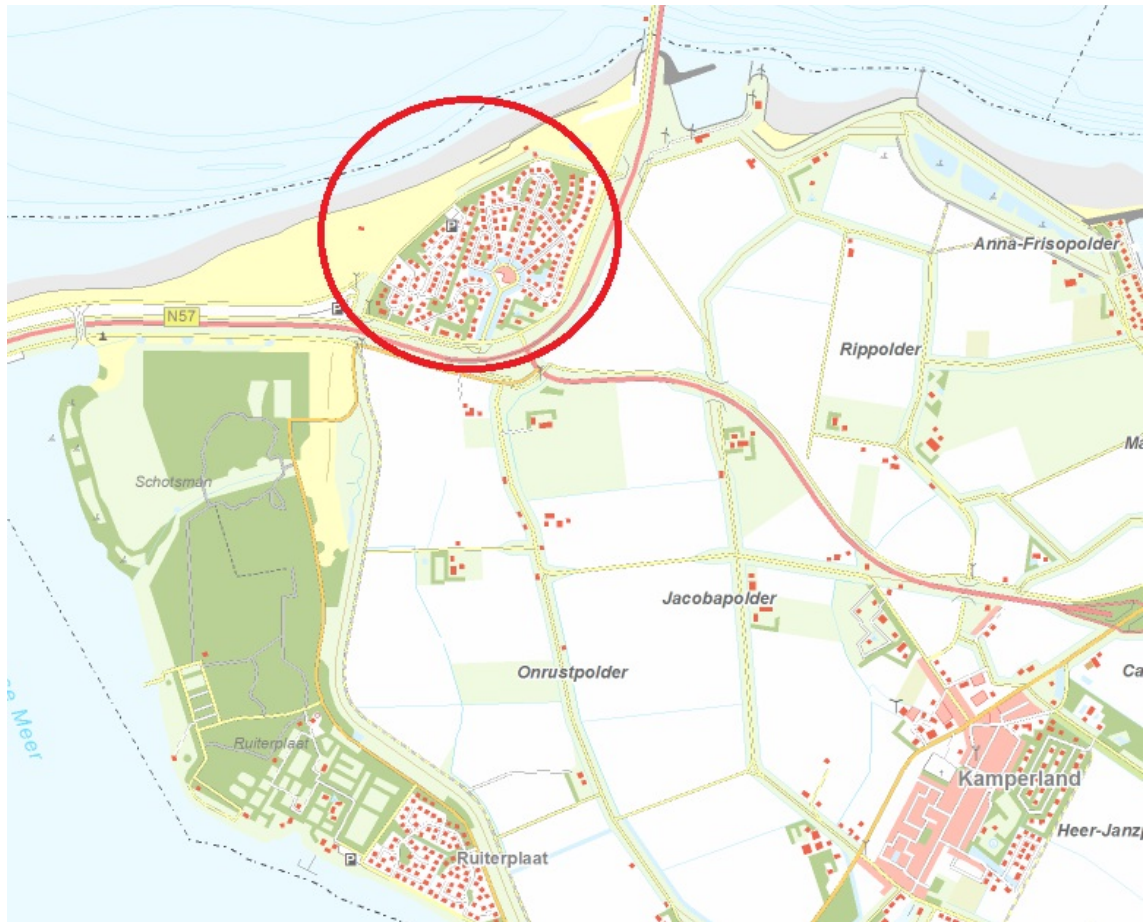 P
Anna-Frisopolder
N57
P
Rippolder
Ma
Schotsman
Jacobapolder
Onrustpolder
Ca
e Meer
Ruiterplaat
Kamperland
Heer-Janzp
P
Ruiterplaat